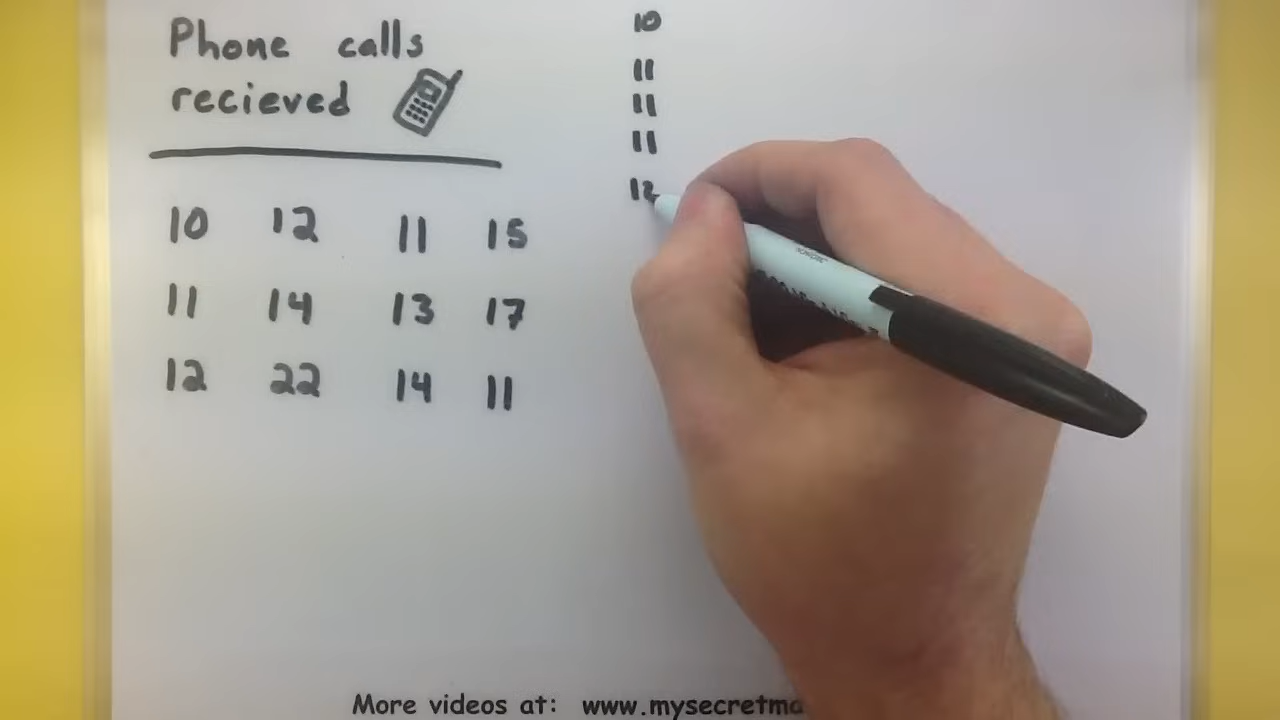 Phone calls
recieved
10 12 11 15
11 14 13 17
12 22 14 11
10
11
11
11
12
More videos at: www.mysecretma